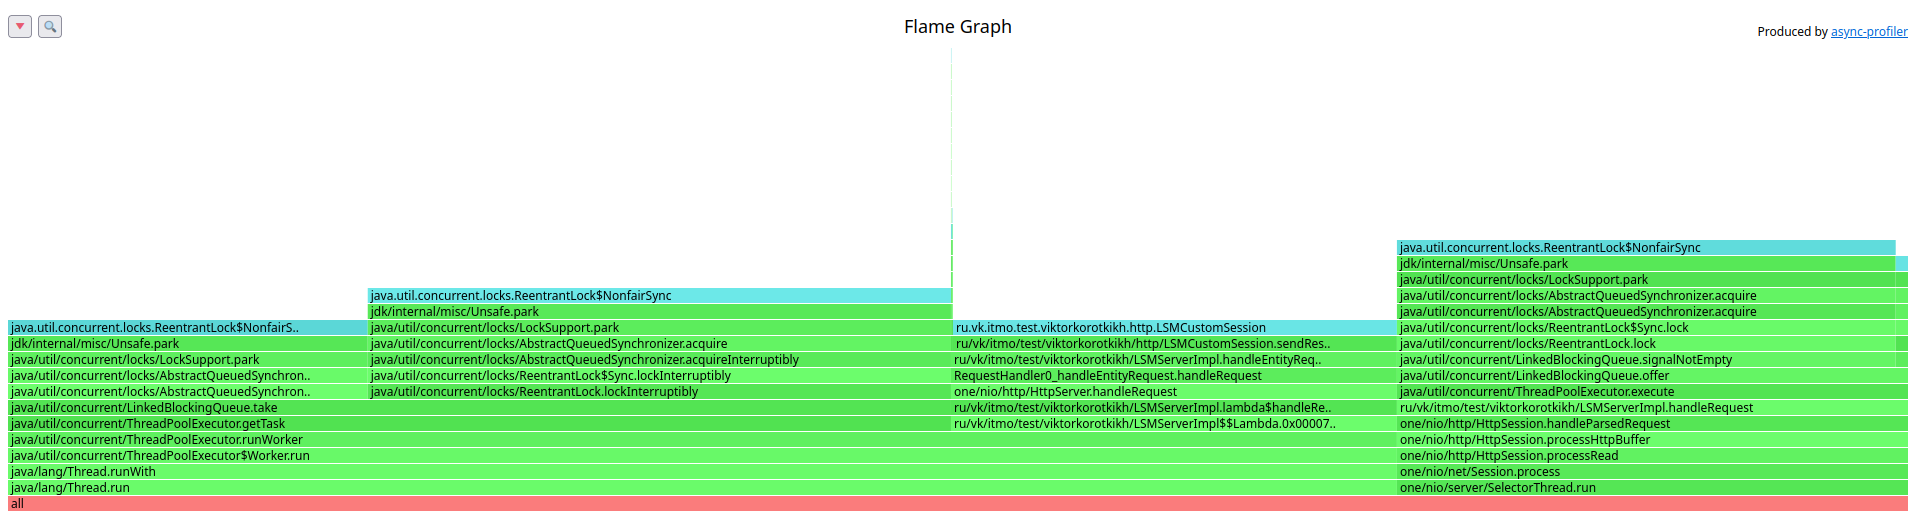 Flame Graph
Produced by async-profiler
java.util.concurrent.locks.ReentrantLock$NonfairSync
jdk/internal/misc/Unsafe.park
java/util/concurrent/locks/LockSupport.park
java.util.concurrent.locks.ReentrantLock$NonfairSync java/util/concurrent/locks/AbstractQueuedSynchronizer.acquire
jdk/internal/misc/Unsafe.park java/util/concurrent/locks/AbstractQueuedSynchronizer.acquire
java.util.concurrent.locks.ReentrantLock$NonfairS.. java/util/concurrent/locks/LockSupport.park ru.vk.itmo.test.viktorkorotkikh.http.LSMCustomSession java/util/concurrent/locks/ReentrantLock$Sync.lock
jdk/internal/misc/Unsafe.park java/util/concurrent/locks/AbstractQueuedSynchronizer.acquire ru/vk/itmo/test/viktorkorotkikh/http/LSMCustomSession.sendRes.. java/util/concurrent/locks/ReentrantLock.lock
java/util/concurrent/locks/LockSupport.park java/util/concurrent/locks/AbstractQueuedSynchronizer.acquireInterruptibly ru/vk/itmo/test/viktorkorotkikh/LSMServerImpl.handleEntityReq.. java/util/concurrent/LinkedBlockingQueue.signalNotEmpty
java/util/concurrent/locks/AbstractQueuedSynchron.. java/util/concurrent/locks/ReentrantLock$Sync.lockInterruptibly RequestHandler0_handleEntityRequest.handleRequest java/util/concurrent/LinkedBlockingQueue.offer
java/util/concurrent/locks/AbstractQueuedSynchron.. java/util/concurrent/locks/ReentrantLock.lockInterruptibly one/nio/http/HttpServer.handleRequest java/util/concurrent/ThreadPoolExecutor.execute
java/util/concurrent/LinkedBlockingQueue.take ru/vk/itmo/test/viktorkorotkikh/LSMServerImpl.lambda$handleRe.. ru/vk/itmo/test/viktorkorotkikh/LSMServerImpl.handleRequest
java/util/concurrent/ThreadPoolExecutor.getTask ru/vk/itmo/test/viktorkorotkikh/LSMServerImpl$$Lambda.0x00007.. one/nio/http/HttpSession.handleParsedRequest
java/util/concurrent/ThreadPoolExecutor.runWorker one/nio/http/HttpSession.processHttpBuffer
java/util/concurrent/ThreadPoolExecutor$Worker.run one/nio/http/HttpSession.processRead
java/lang/Thread.runWith one/nio/net/Session.process
java/lang/Thread.run one/nio/server/SelectorThread.run
all